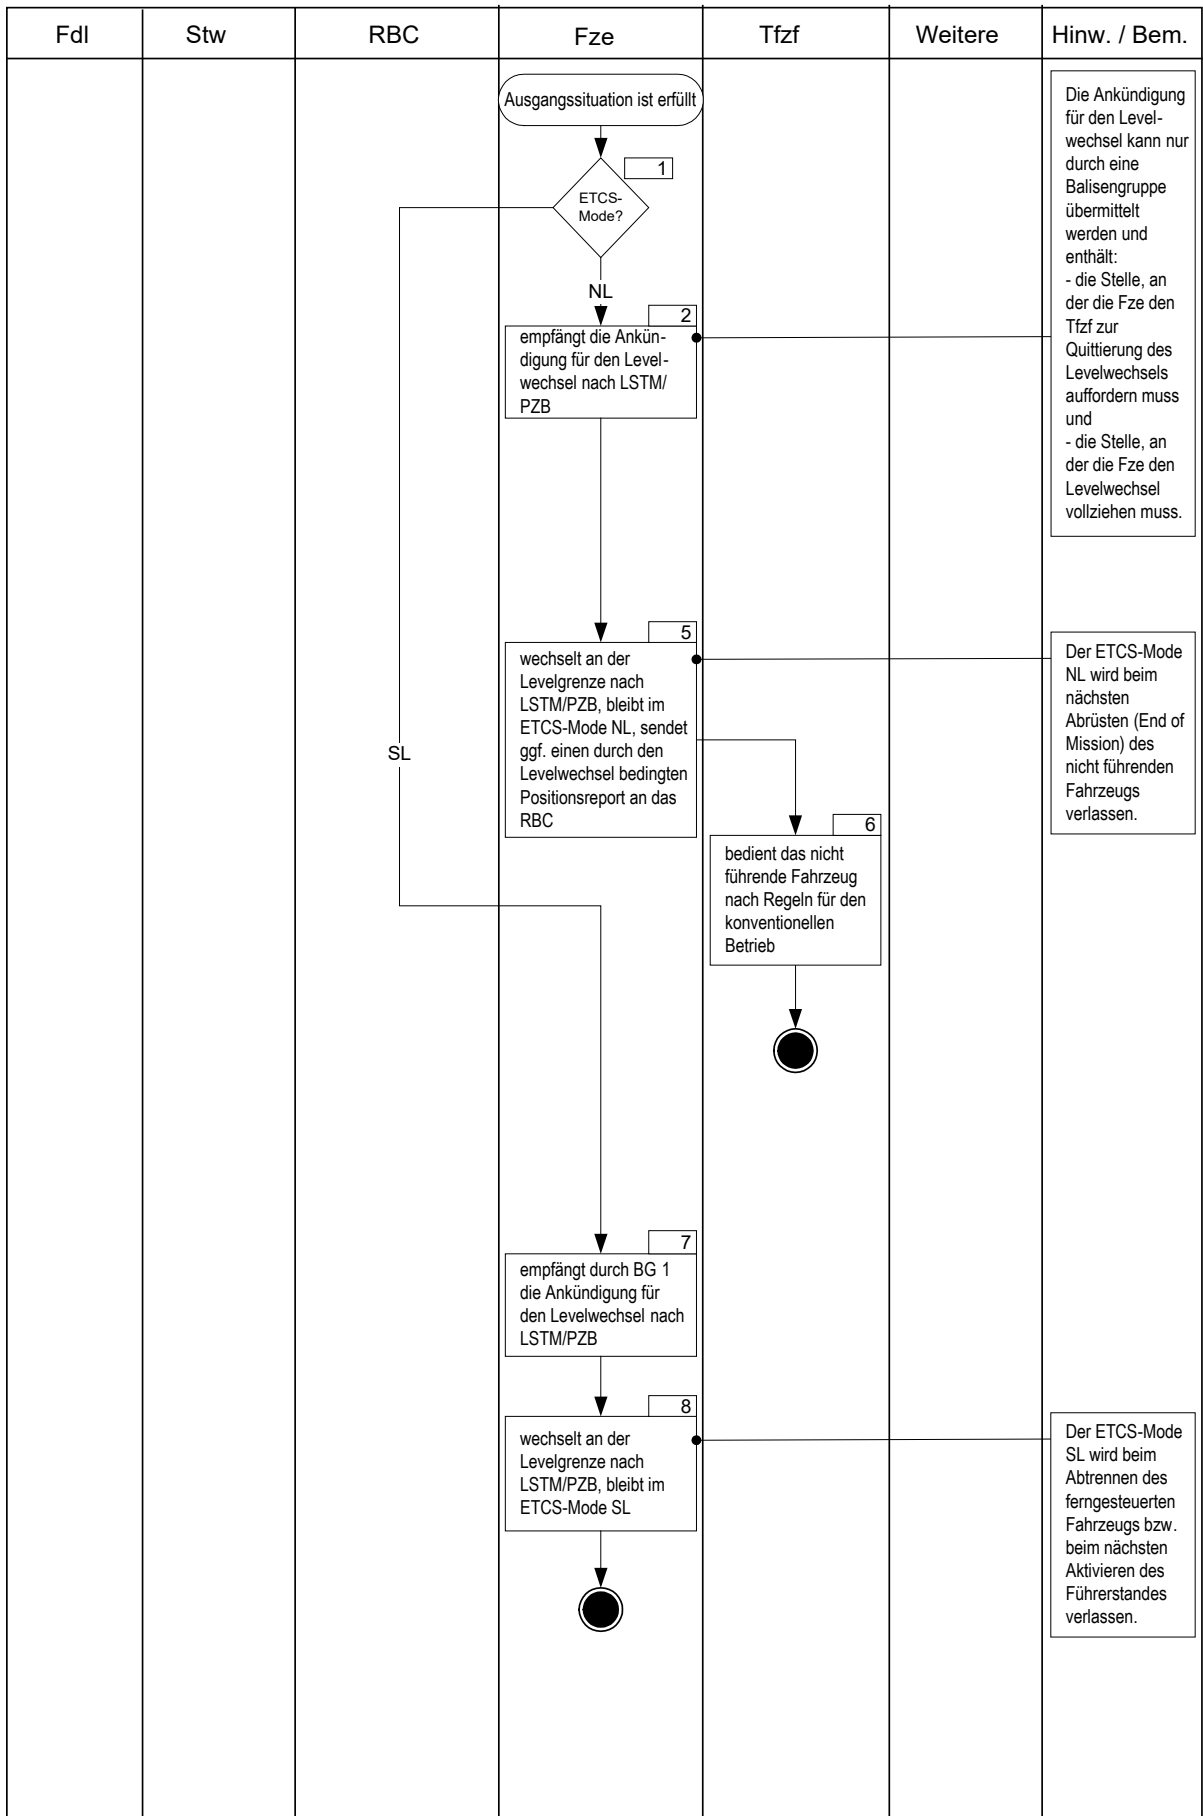 Fdl
Stw
RBC
Fze
Tfzf
Weitere
Hinw. / Bem.
Ausgangssituation ist erfüllt
1
ETCS-
Mode?
NL
2
empfängt die Ankün-
digung für den Level-
wechsel nach LSTM/
PZB
Die Ankündigung
für den Level-
wechsel kann nur
durch eine
Balisengruppe
übermittelt
werden und
enthält:
- die Stelle, an
der die Fze den
Tfzf zur
Quittierung des
Levelwechsels
auffordern muss
und
- die Stelle, an
der die Fze den
Levelwechsel
vollziehen muss.
5
wechselt an der
Levelgrenze nach
LSTM/PZB, bleibt im
ETCS-Mode NL, sendet
ggf. einen durch den
Levelwechsel bedingten
Positionsreport an das
RBC
Der ETCS-Mode
NL wird beim
nächsten
Abrüsten (End of
Mission) des
nicht führenden
Fahrzeugs
verlassen.
SL
6
bedient das nicht
führende Fahrzeug
nach Regeln für den
konventionellen
Betrieb
7
empfängt durch BG 1
die Ankündigung für
den Levelwechsel nach
LSTM/PZB
8
wechselt an der
Levelgrenze nach
LSTM/PZB, bleibt im
ETCS-Mode SL
Der ETCS-Mode
SL wird beim
Abtrennen des
ferngesteuerten
Fahrzeugs bzw.
beim nächsten
Aktivieren des
Führerstandes
verlassen.